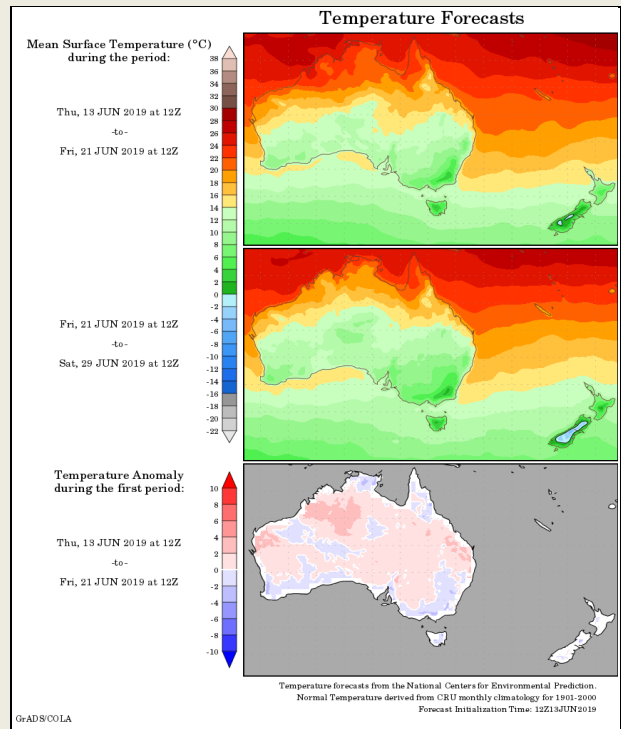 Temperature Forecasts
Mean Surface Temperature (°C)
during the period:
38
36
34
32
30
28
26
24
22
20
18
16
14
12
10
8
6
4
2
0
-2
-4
-6
-8
-10
-12
-14
-16
-17
-18
-20
-22
Thu, 13 JUN 2019 at 12Z
-to-
Fri, 21 JUN 2019 at 12Z
Fri, 21 JUN 2019 at 12Z
-to-
Sat, 29 JUN 2019 at 12Z
Temperature Anomaly
during the first period:
10
8
6
4
2
0
-2
-4
-6
-8
-10
Thu, 13 JUN 2019 at 12Z
-to-
Fri, 21 JUN 2019 at 12Z
Temperature forecasts from the National Centers for Environmental Prediction.
Normal Temperature derived from CRU monthly climatology for 1901-2000
Forecast Initialization Time: 12Z13JUN2019
GrADS/COLA